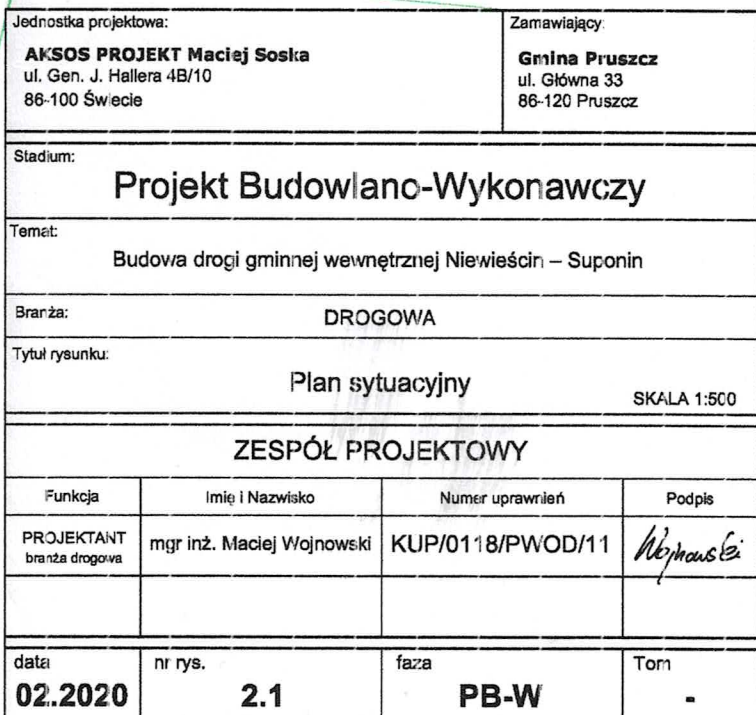 Jednostka projektowa:
AKSOS PROJEKT Maciej Soska
ul. Gen. J. Hallera 4B/10
86-100 Świecie
Zamawiający:
Gmina Pruszcz
ul. Główna 33
86-120 Pruszcz
Stadium:
Projekt Budowlano-Wykonawczy
Temat:
Budowa drogi gminnej wewnętrznej Niewieścin – Suponin
Branża:
DROGOWA
Tytuł rysunku:
Plan sytuacyjny
SKALA 1:500
ZESPÓŁ PROJEKTOWY
Funkcja Imię i Nazwisko Numer uprawnień Podpis
PROJEKTANT
branża drogowa
mgr inż. Maciej Wojnowski KUP/0118/PWOD/11 Wojnowski
data nr rys. faza Tom
02.2020 2.1 PB-W -